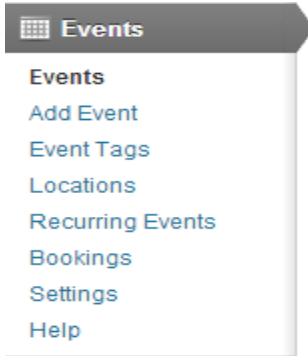 Events
Events
Add Event
Event Tags
Locations
Recurring Events
Bookings
Settings
Help